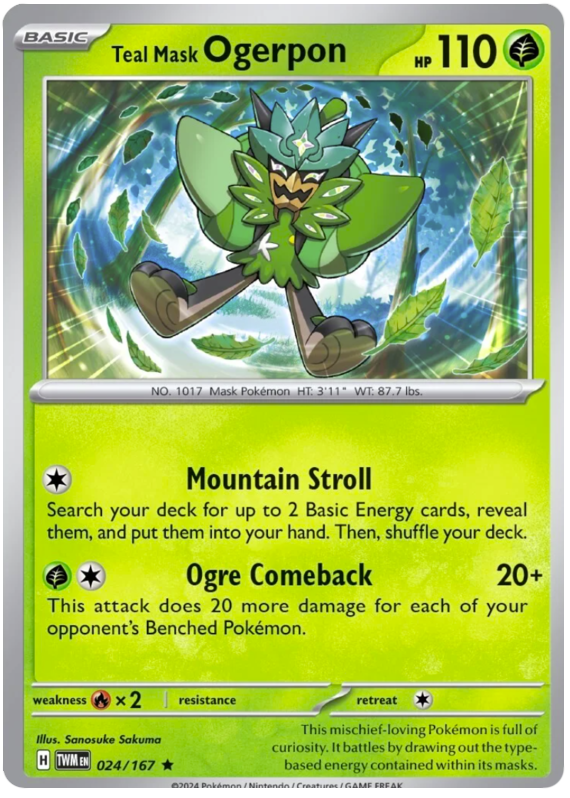 BASIC
Teal Mask Ogerpon HP 110
NO. 1017 Mask Pokémon HT: 3'11" WT: 87.7 lbs.
Mountain Stroll
Search your deck for up to 2 Basic Energy cards, reveal
them, and put them into your hand. Then, shuffle your deck.
Ogre Comeback 20+
This attack does 20 more damage for each of your
opponent's Benched Pokémon.
weakness ×2 resistance retreat
Illus. Sanosuke Sakuma
H TWM EN 024/167
This mischief-loving Pokémon is full of
curiosity. It battles by drawing out the type-
based energy contained within its masks.
©2024 Pokémon / Nintendo / Creatures / GAME FREAK